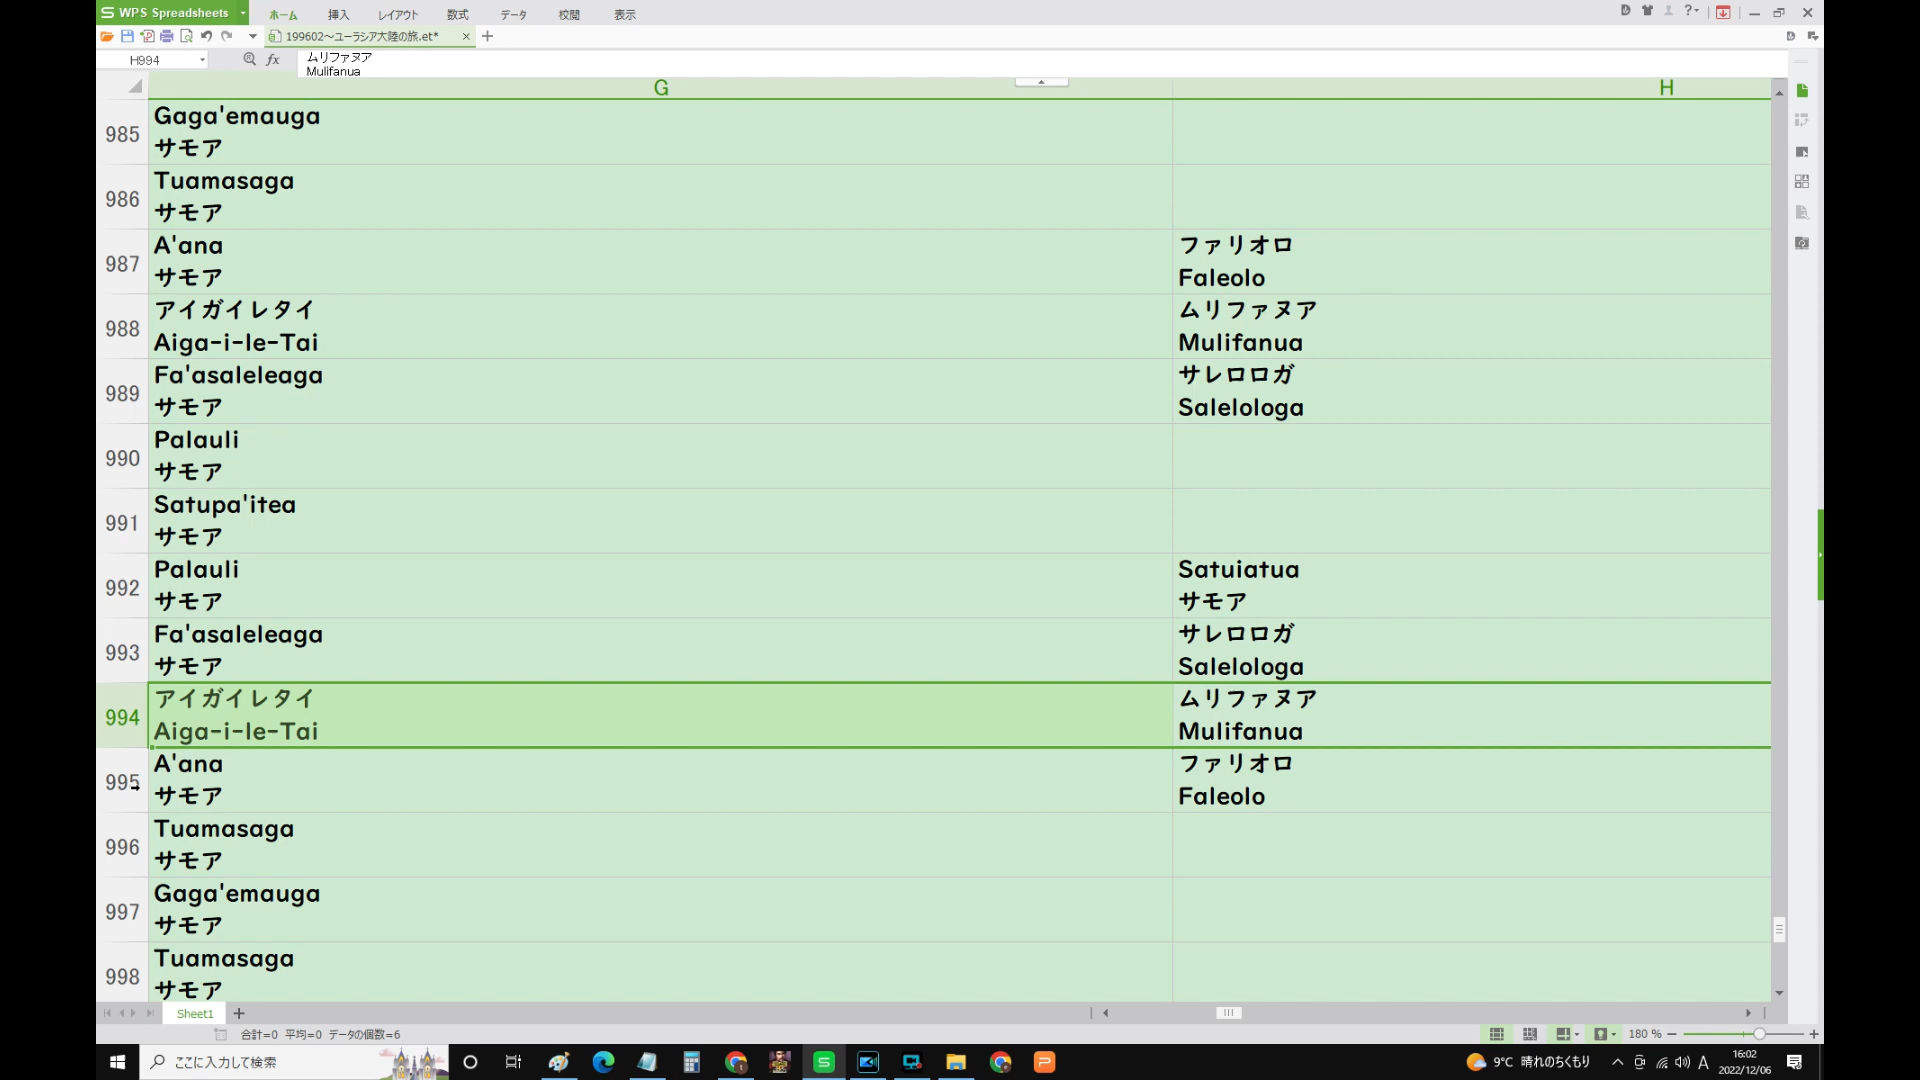 WPS Spreadsheets
ホーム 挿入 レイアウト 数式 データ 校閲 表示
199602～ユーラシア大陸の旅.et*
H994
fx
ムリファヌア
Mulifanua
G H
985
Gaga'emauga
サモア
986
Tuamasaga
サモア
987
A'ana
サモア
ファリオロ
Faleolo
988
アイガイレタイ
Aiga-i-le-Tai
ムリファヌア
Mulifanua
989
Fa'asaleleaga
サモア
サレロロガ
Salelologa
990
Palauli
サモア
991
Satupa'itea
サモア
992
Palauli
サモア
Satuiatua
サモア
993
Fa'asaleleaga
サモア
サレロロガ
Salelologa
994
アイガイレタイ
Aiga-i-le-Tai
ムリファヌア
Mulifanua
995
A'ana
サモア
ファリオロ
Faleolo
996
Tuamasaga
サモア
997
Gaga'emauga
サモア
998
Tuamasaga
サモア
Sheet1
合計=0 平均=0 データの個数=6
180 %
ここに入力して検索
9°C 晴れのちくもり
A
16:02
2022/12/06